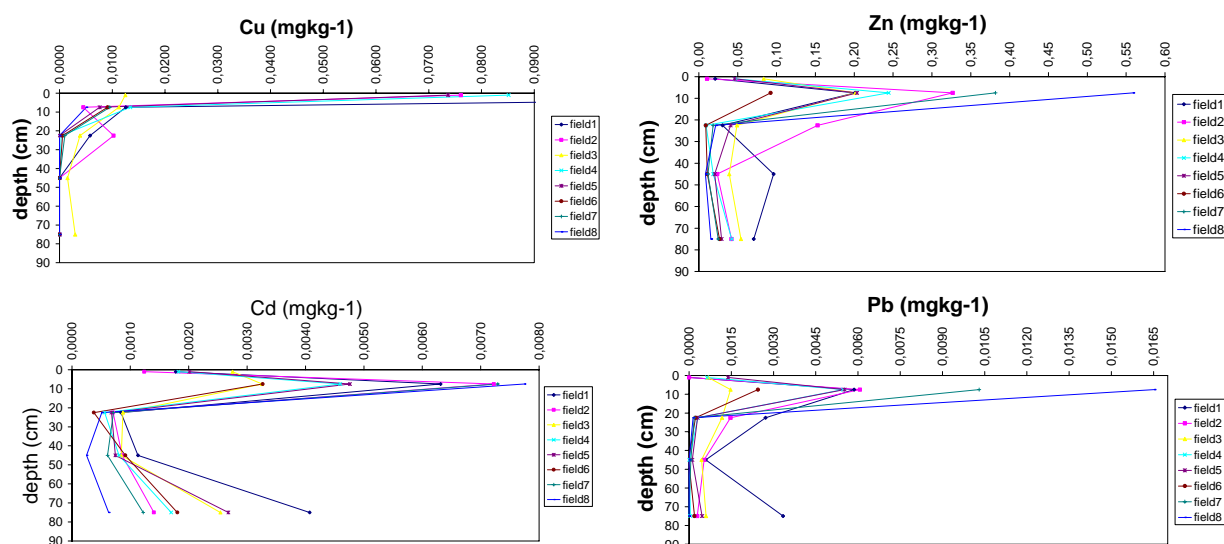 Cu (mgkg-1)
0.0000
0.0100
0.0200
0.0300
0.0400
0.0500
0.0600
0.0700
0.0800
0.0900
depth (cm)
0
10
20
30
40
50
60
70
80
90
field1
field2
field3
field4
field5
field6
field7
field8
Zn (mgkg-1)
0.00
0.05
0.10
0.15
0.20
0.25
0.30
0.35
0.40
0.45
0.50
0.55
0.60
depth (cm)
0
10
20
30
40
50
60
70
80
90
field1
field2
field3
field4
field5
field6
field7
field8
Cd (mgkg-1)
0,0000
0,0010
0,0020
0,0030
0,0040
0,0050
0,0060
0,0070
0,0080
depth (cm)
0
10
20
30
40
50
60
70
80
90
field1
field2
field3
field4
field5
field6
field7
field8
Pb (mgkg-1)
0,0000
0,0015
0,0030
0,0045
0,0060
0,0075
0,0090
0,0105
0,0120
0,0135
0,0150
0,0165
depth (cm)
0
10
20
30
40
50
60
70
80
90
field1
field2
field3
field4
field5
field6
field7
field8